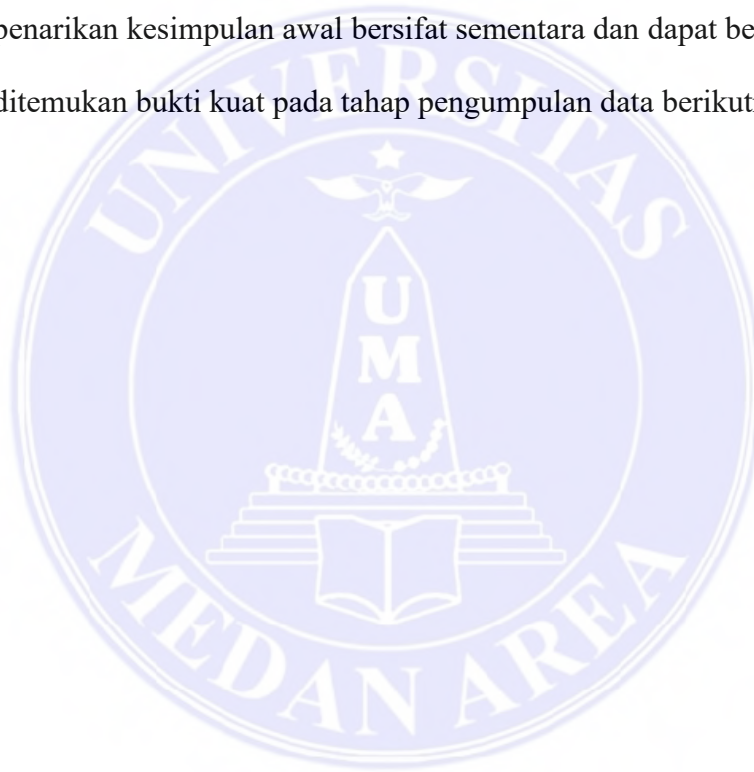 penarikan kesimpulan awal bersifat sementara dan dapat be
ditemukan bukti kuat pada tahap pengumpulan data berikut
UNIVERSITAS
UMA
MEDAN AREA